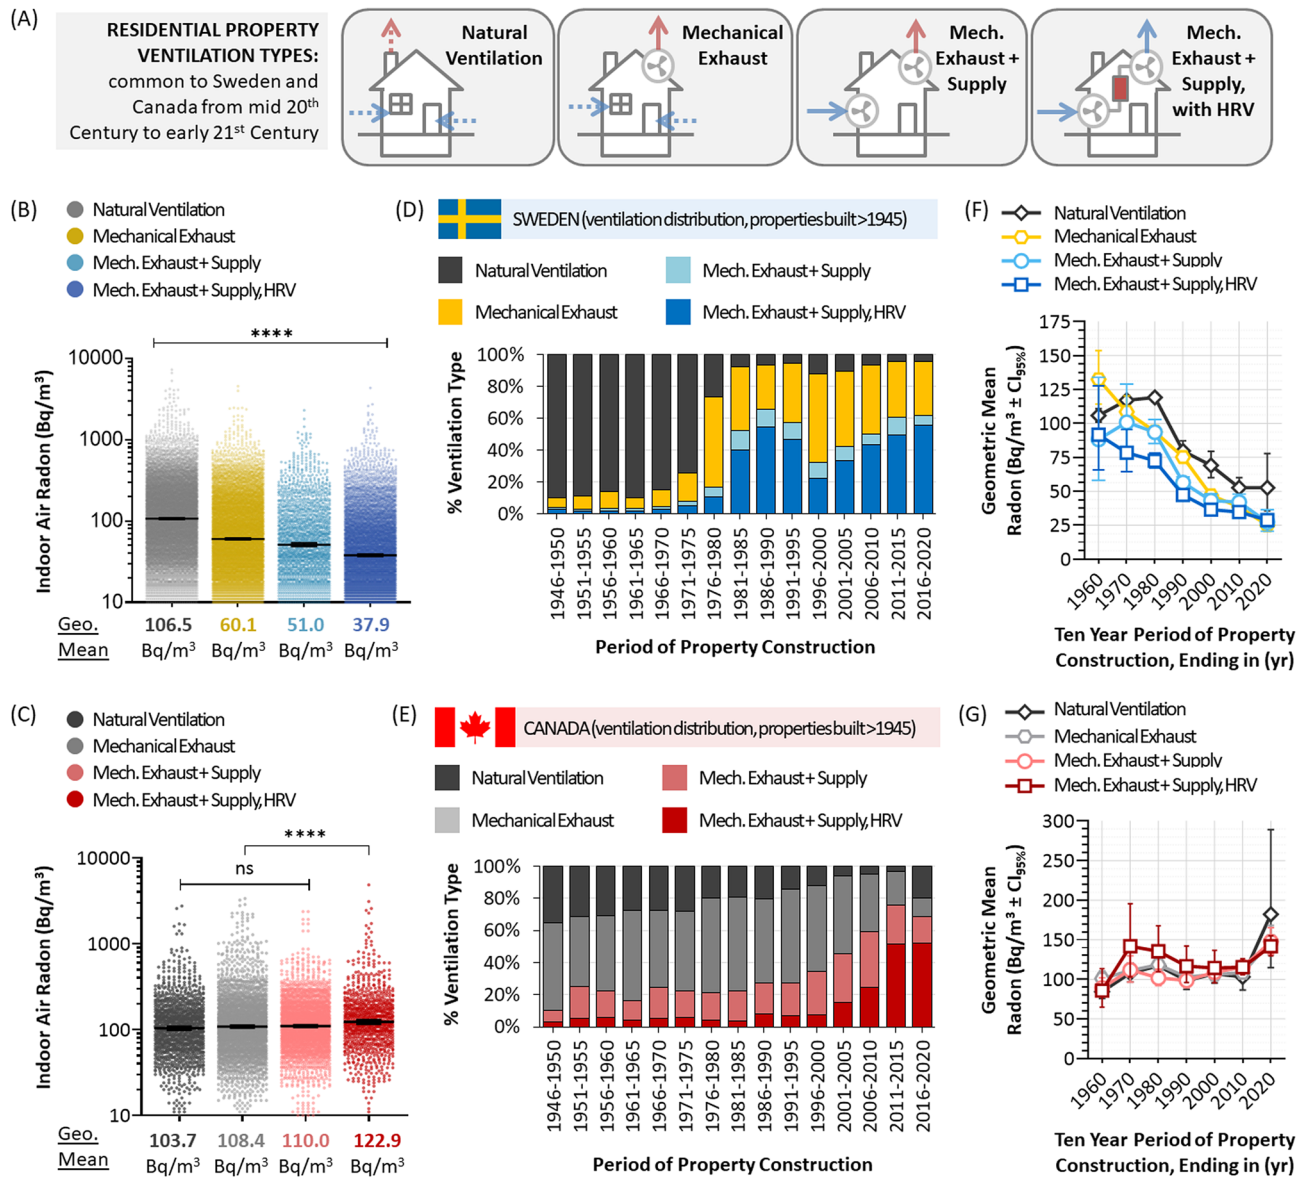 (A)
RESIDENTIAL PROPERTY
VENTILATION TYPES:
common to Sweden and
Canada from mid 20th
Century to early 21st Century
Natural
Ventilation
Mechanical
Exhaust
Mech.
Exhaust +
Supply
Mech.
Exhaust +
Supply,
with HRV
(B)
Natural Ventilation
Mechanical Exhaust
Mech. Exhaust + Supply
Mech. Exhaust + Supply, HRV
****
Indoor Air Radon (Bq/m³)
10000
1000
100
10
Geo.
Mean
106.5 60.1 51.0 37.9
Bq/m³ Bq/m³ Bq/m³ Bq/m³
(D)
SWEDEN (ventilation distribution, properties built >1945)
Natural Ventilation
Mech. Exhaust + Supply
Mechanical Exhaust
Mech. Exhaust + Supply, HRV
% Ventilation Type
100%
80%
60%
40%
20%
0%
1946-1950
1951-1955
1956-1960
1961-1965
1966-1970
1971-1975
1976-1980
1981-1985
1986-1990
1991-1995
1996-2000
2001-2005
2006-2010
2011-2015
2016-2020
Period of Property Construction
(F)
Natural Ventilation
Mechanical Exhaust
Mech. Exhaust + Supply
Mech. Exhaust + Supply, HRV
Geometric Mean
Radon (Bq/m³ ± CI95%)
175
150
125
100
75
50
25
0
1960
1970
1980
1990
2000
2010
2020
Ten Year Period of Property
Construction, Ending in (yr)
(C)
Natural Ventilation
Mechanical Exhaust
Mech. Exhaust + Supply
Mech. Exhaust + Supply, HRV
****
ns
Indoor Air Radon (Bq/m³)
10000
1000
100
10
Geo.
Mean
103.7 108.4 110.0 122.9
Bq/m³ Bq/m³ Bq/m³ Bq/m³
(E)
CANADA (ventilation distribution, properties built >1945)
Natural Ventilation
Mech. Exhaust + Supply
Mechanical Exhaust
Mech. Exhaust + Supply, HRV
% Ventilation Type
100%
80%
60%
40%
20%
0%
1946-1950
1951-1955
1956-1960
1961-1965
1966-1970
1971-1975
1976-1980
1981-1985
1986-1990
1991-1995
1996-2000
2001-2005
2006-2010
2011-2015
2016-2020
Period of Property Construction
(G)
Natural Ventilation
Mechanical Exhaust
Mech. Exhaust + Supply
Mech. Exhaust + Supply, HRV
Geometric Mean
Radon (Bq/m³ ± CI95%)
300
250
200
150
100
50
0
1960
1970
1980
1990
2000
2010
2020
Ten Year Period of Property
Construction, Ending in (yr)